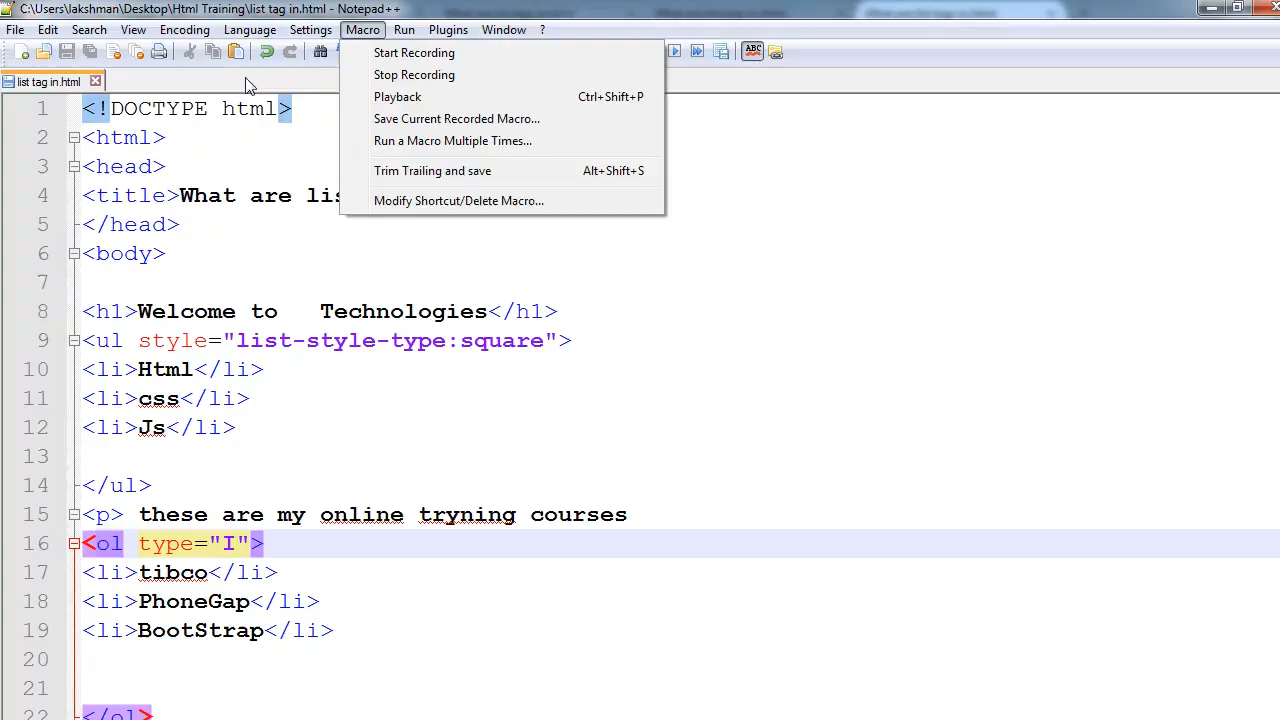 C:\Users\lakshman\Desktop\Html Training\list tag in.html - Notepad++
File Edit Search View Encoding Language Settings Macro Run Plugins Window ?
Start Recording
Stop Recording
Playback Ctrl+Shift+P
Save Current Recorded Macro...
Run a Macro Multiple Times...
Trim Trailing and save Alt+Shift+S
Modify Shortcut/Delete Macro...
ABC
list tag in.html
1 <!DOCTYPE html>
2 <html>
3 <head>
4 <title>What are lis
5 </head>
6 <body>
7
8 <h1>Welcome to Technologies</h1>
9 <ul style="list-style-type:square">
10 <li>Html</li>
11 <li>css</li>
12 <li>Js</li>
13
14 </ul>
15 <p> these are my online tryning courses
16 <ol type="I">
17 <li>tibco</li>
18 <li>PhoneGap</li>
19 <li>BootStrap</li>
20
21
22 </ol>